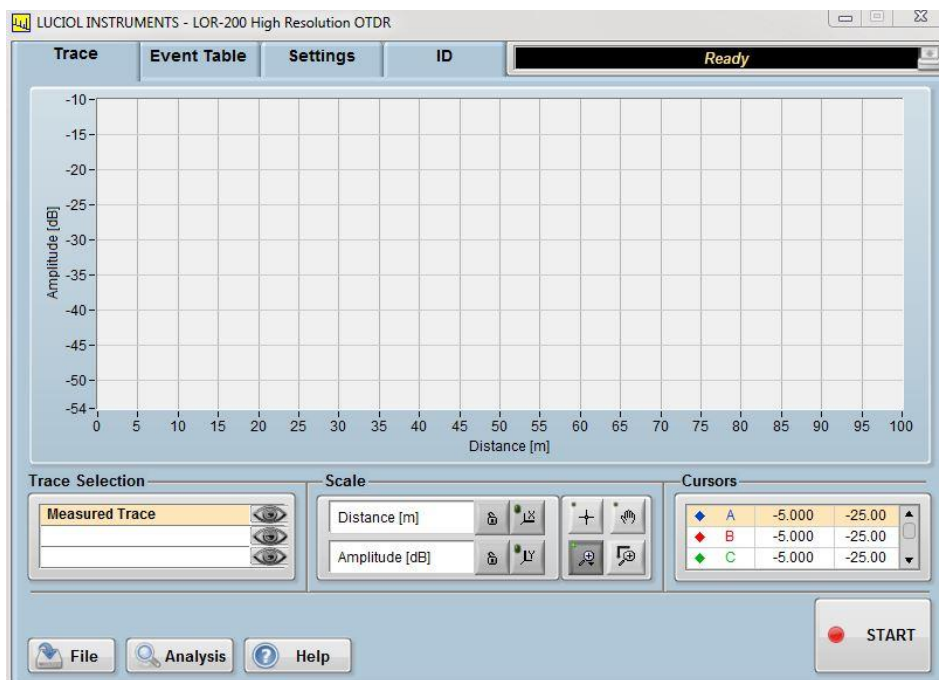 LUCIOL INSTRUMENTS - LOR-200 High Resolution OTDR
Trace
Event Table
Settings
ID
Ready
-10
-15
-20
-25
-30
-35
-40
-45
-50
-54
Amplitude [dB]
0 5 10 15 20 25 30 35 40 45 50 55 60 65 70 75 80 85 90 95 100
Distance [m]
Trace Selection
Measured Trace
Scale
Distance [m]
X
Amplitude [dB]
Y
Cursors
A -5.000 -25.00
B -5.000 -25.00
C -5.000 -25.00
File
Analysis
Help
START